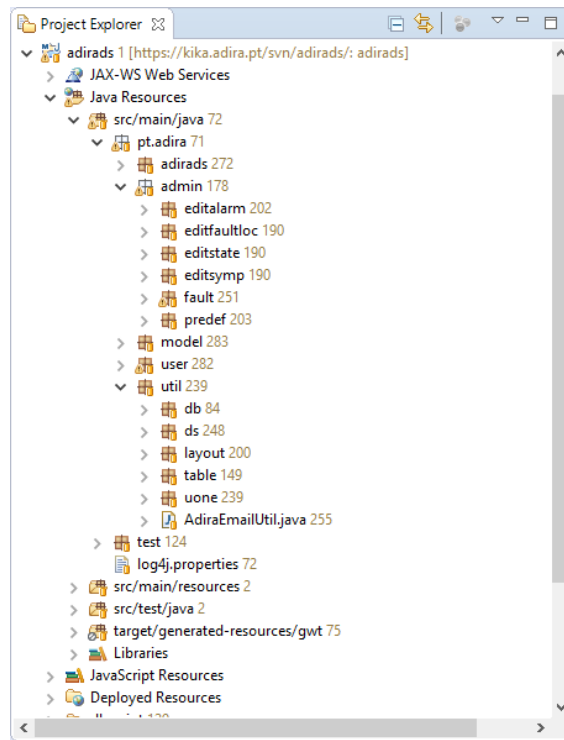 Project Explorer
adirads 1 [https://kika.adira.pt/svn/adirads/: adirads]
JAX-WS Web Services
Java Resources
src/main/java 72
pt.adira 71
adirads 272
admin 178
editalarm 202
editfaultloc 190
editstate 190
editsymp 190
fault 251
predef 203
model 283
user 282
util 239
db 84
ds 248
layout 200
table 149
uone 239
AdiraEmailUtil.java 255
test 124
log4j.properties 72
src/main/resources 2
src/test/java 2
target/generated-resources/gwt 75
Libraries
JavaScript Resources
Deployed Resources